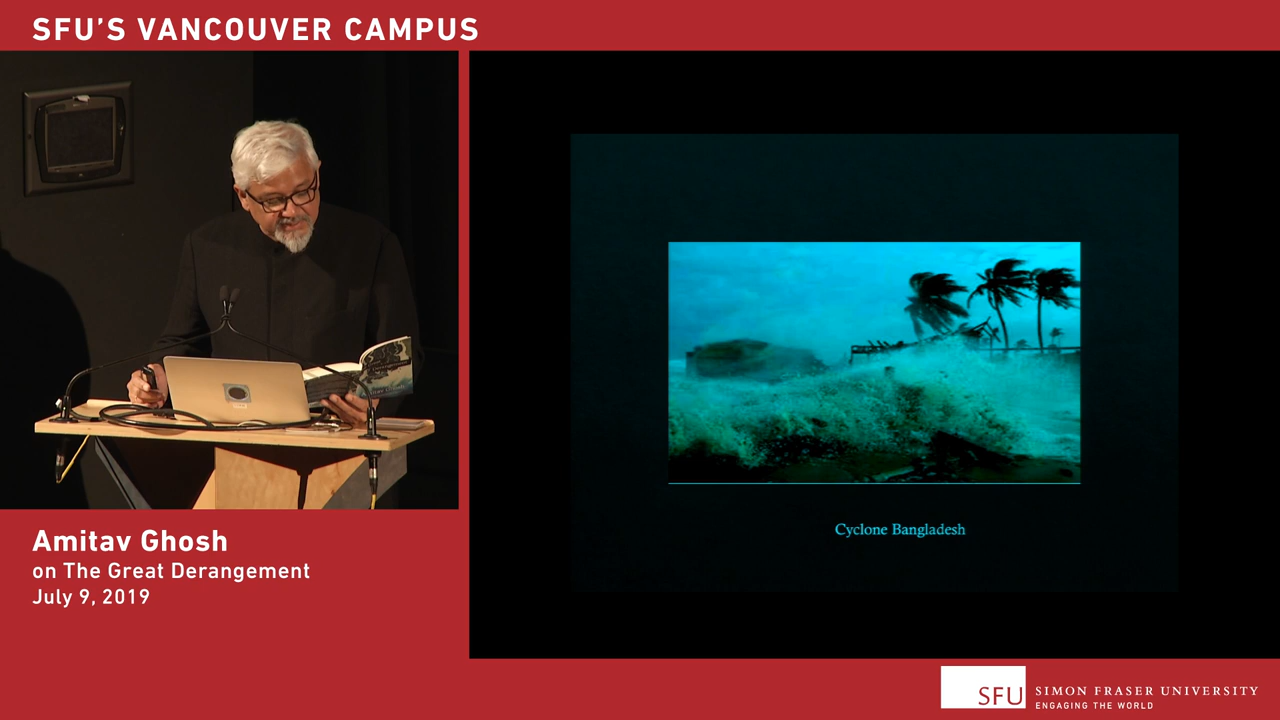 SFU'S VANCOUVER CAMPUS
Cyclone Bangladesh
Amitav Ghosh
on The Great Derangement
July 9, 2019
SFU
SIMON FRASER UNIVERSITY
ENGAGING THE WORLD